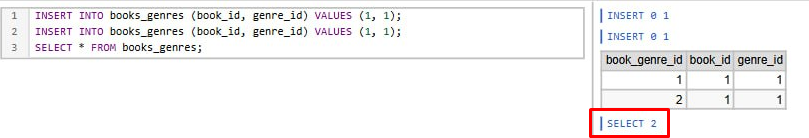 1 INSERT INTO books_genres (book_id, genre_id) VALUES (1, 1);
2 INSERT INTO books_genres (book_id, genre_id) VALUES (1, 1);
3 SELECT * FROM books_genres;
INSERT 0 1
INSERT 0 1
book_genre_id book_id genre_id
1 1 1
2 1 1
SELECT 2